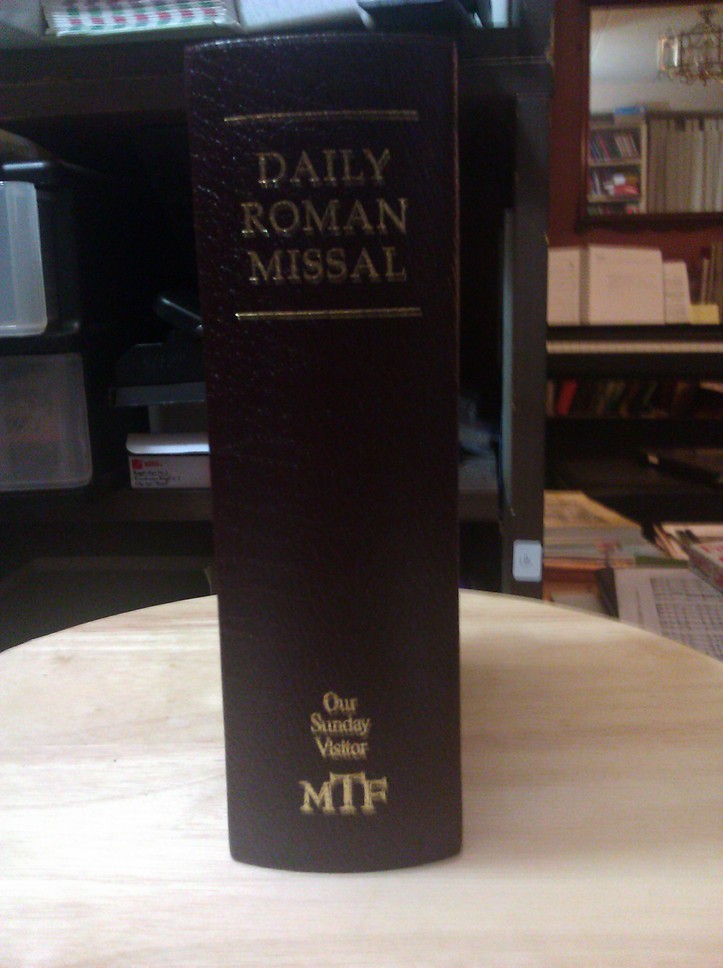 DAILY
ROMAN
MISSAL
Our
Sunday
Visitor
MTF